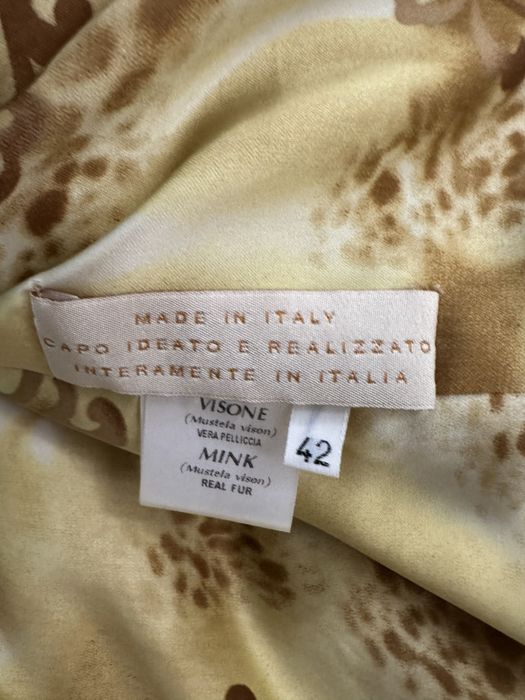 MADE IN ITALY
CAPO IDEATO E REALIZZATO
INTERAMENTE IN ITALIA
VISONE
(Mustela vison)
VERA PELLICCIA
MINK
(Mustela vison)
REAL FUR
42